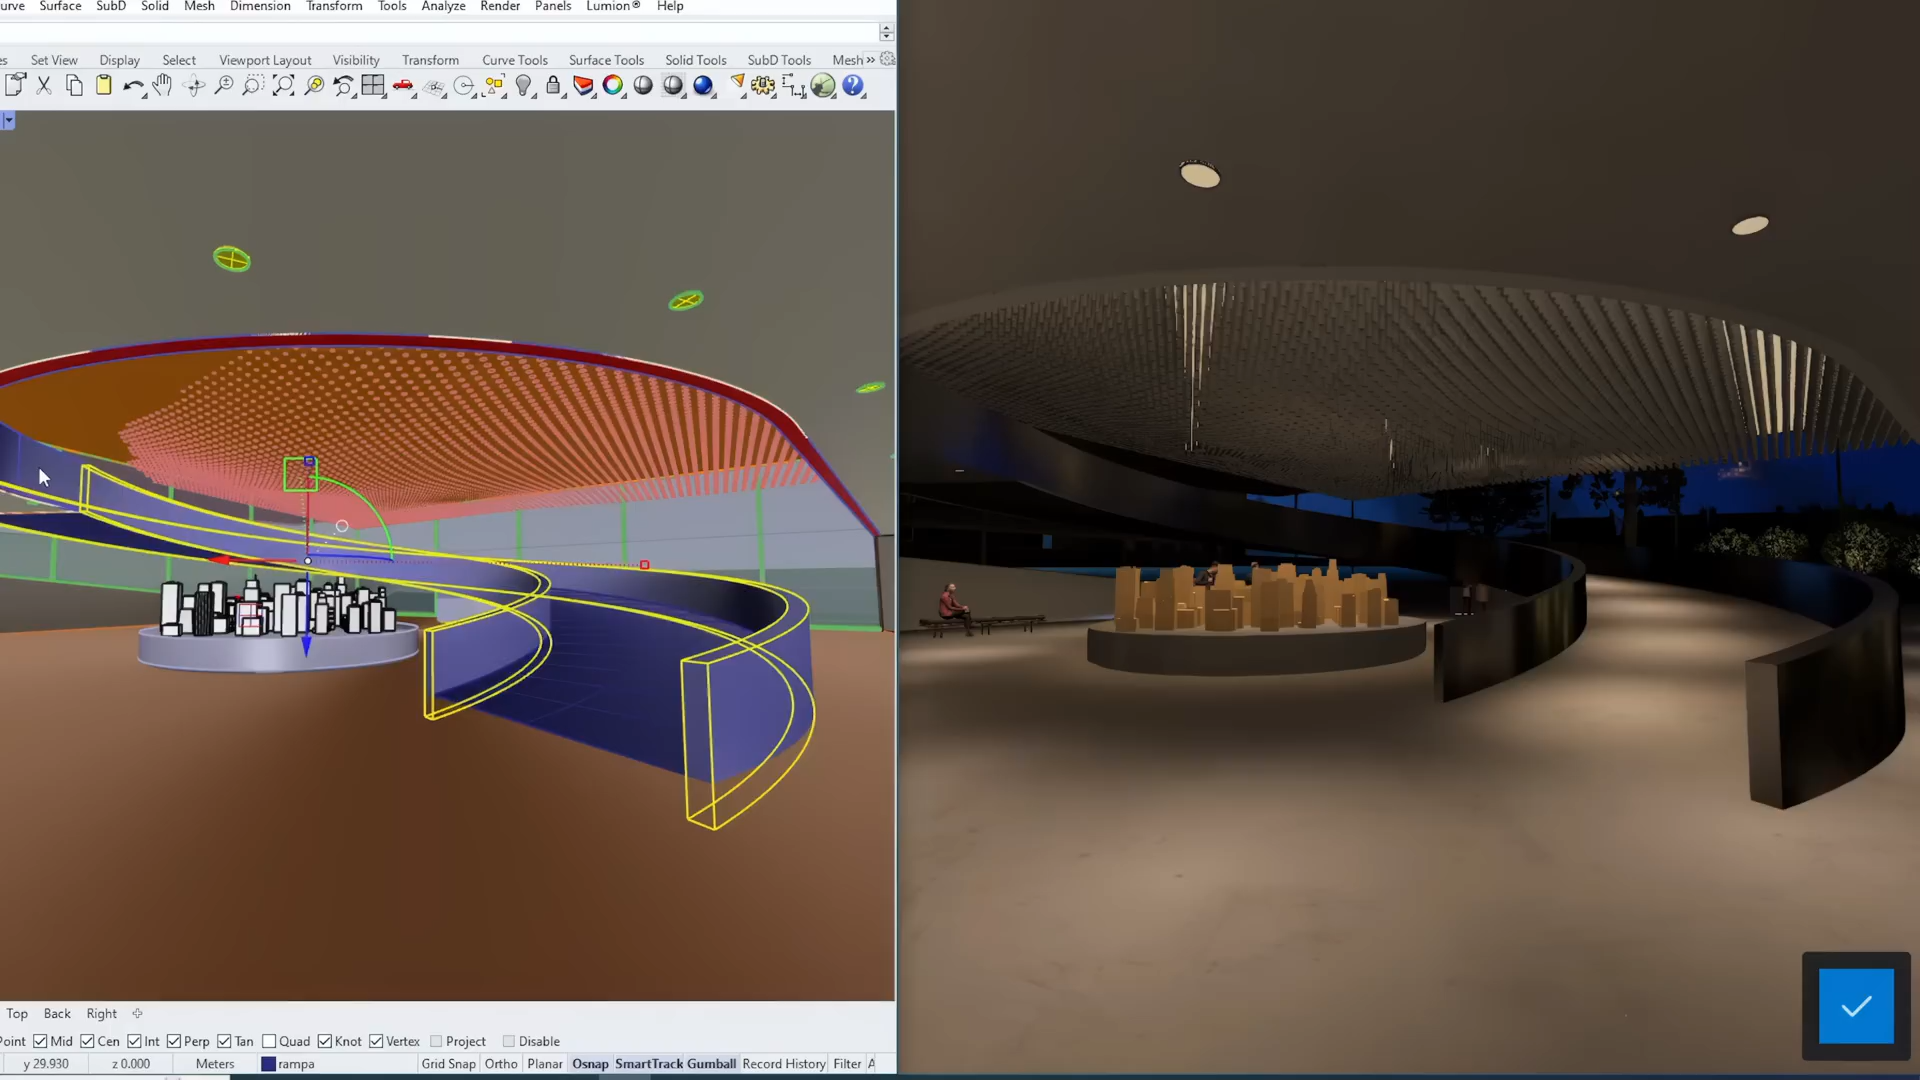 urve Surface SubD Solid Mesh Dimension Transform Tools Analyze Render Panels Lumion® Help
es Set View Display Select Viewport Layout Visibility Transform Curve Tools Surface Tools Solid Tools SubD Tools Mesh »
Top Back Right
Point Mid Cen Int Perp Tan Quad Knot Vertex Project Disable
y 29.930 z 0.000 Meters rampa Grid Snap Ortho Planar Osnap SmartTrack Gumball Record History Filter A